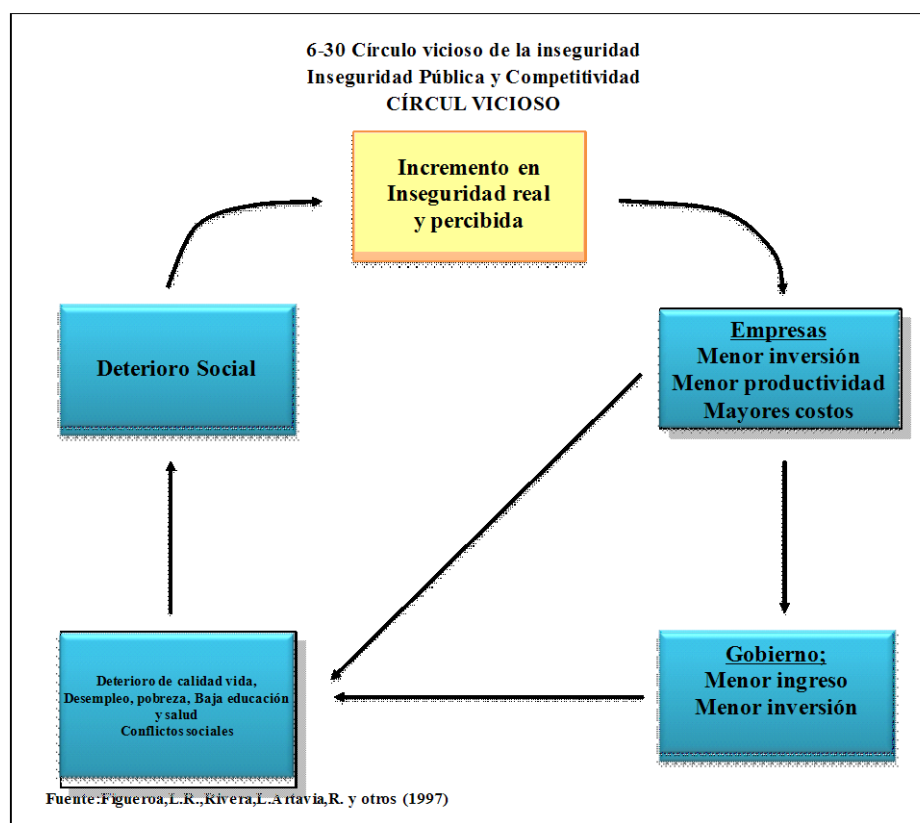 6-30 Círculo vicioso de la inseguridad
Inseguridad Pública y Competitividad
CÍRCUL VICIOSO
Incremento en
Inseguridad real
y percibida
Empresas
Menor inversión
Menor productividad
Mayores costos
Deterioro Social
Gobierno;
Menor ingreso
Menor inversión
Deterioro de calidad vida,
Desempleo, pobreza, Baja educación
y salud
Conflictos sociales
Fuente:Figueroa,L.R.,Rivera,L.Artavia,R. y otros (1997)